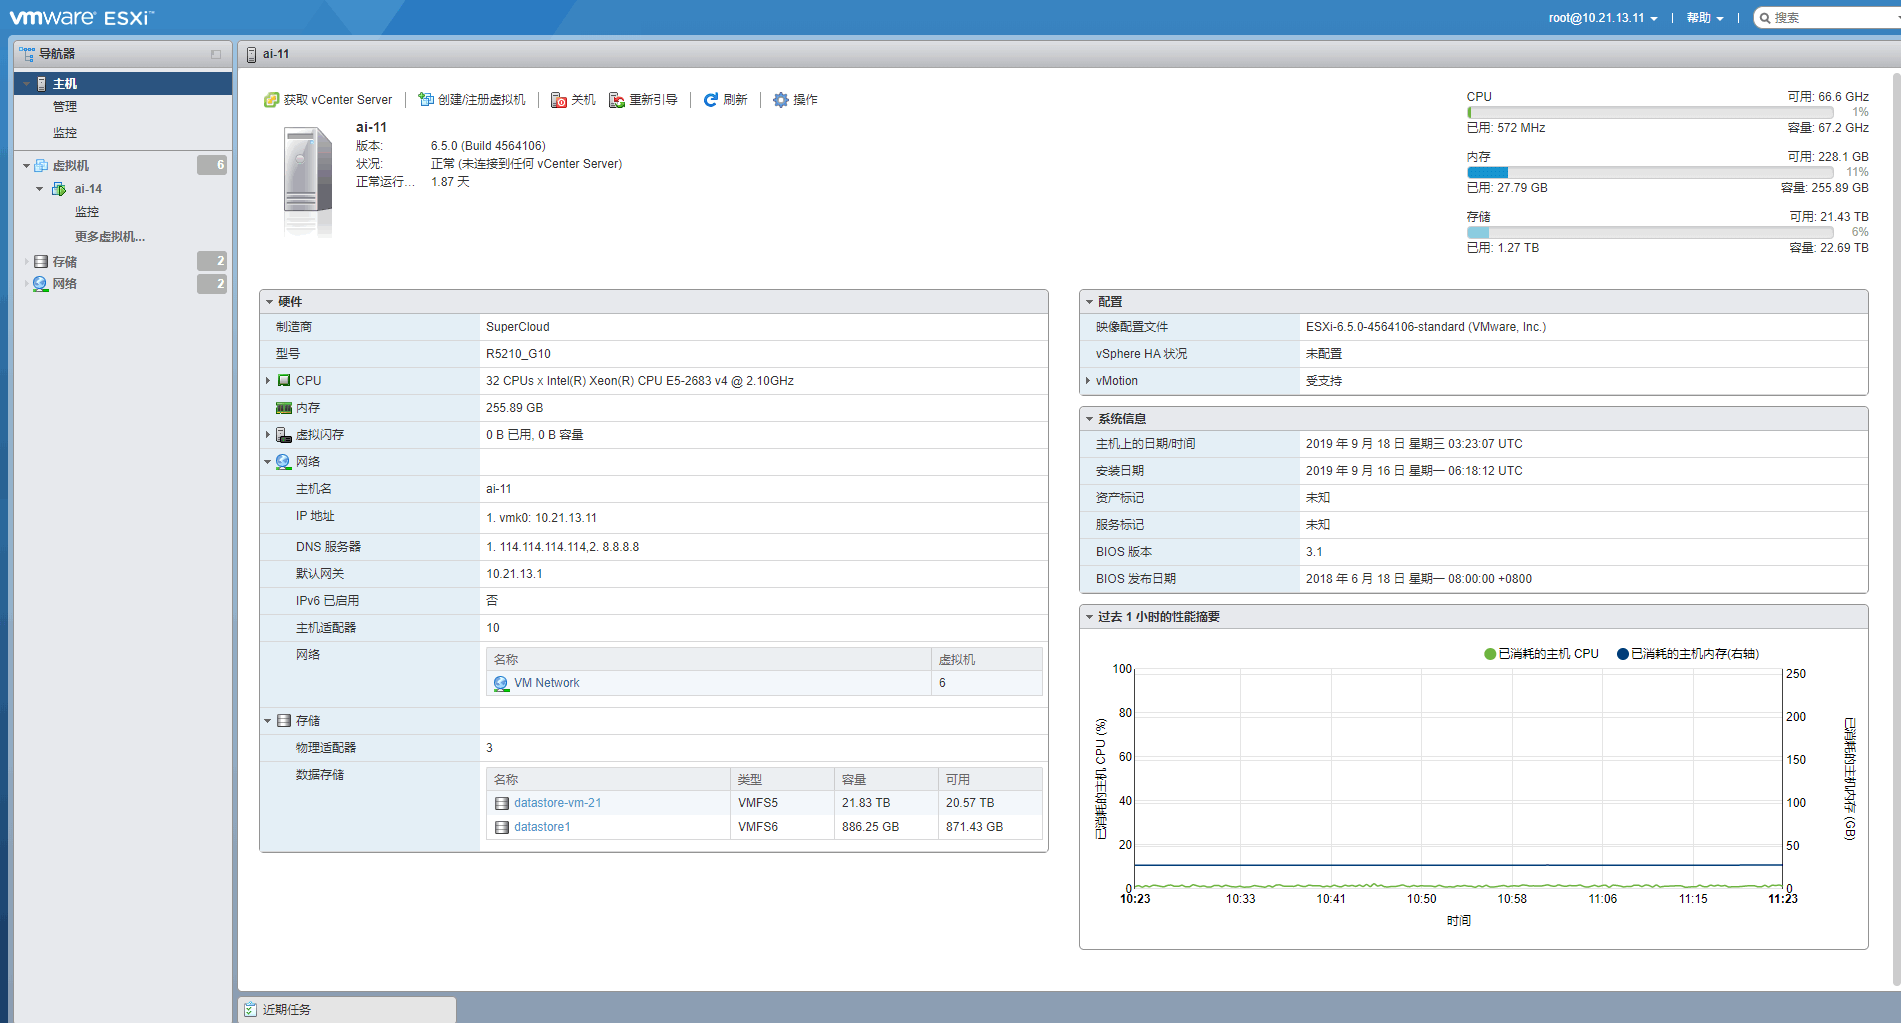 vmware ESXi™
root@10.21.13.11 | 帮助 | 搜索
导航器
主机
管理
监控
虚拟机 6
ai-14
监控
更多虚拟机...
存储 2
网络 2
ai-11
获取 vCenter Server | 创建/注册虚拟机 | 关机 重新引导 | 刷新 | 操作
ai-11
版本: 6.5.0 (Build 4564106)
状况: 正常 (未连接到任何 vCenter Server)
正常运行... 1.87 天
CPU 可用: 66.6 GHz
1%
已用: 572 MHz 容量: 67.2 GHz
内存 可用: 228.1 GB
11%
已用: 27.79 GB 容量: 255.89 GB
存储 可用: 21.43 TB
6%
已用: 1.27 TB 容量: 22.69 TB
硬件
制造商 SuperCloud
型号 R5210_G10
CPU 32 CPUs x Intel(R) Xeon(R) CPU E5-2683 v4 @ 2.10GHz
内存 255.89 GB
虚拟闪存 0 B 已用, 0 B 容量
网络
主机名 ai-11
IP 地址 1. vmk0: 10.21.13.11
DNS 服务器 1. 114.114.114.114,2. 8.8.8.8
默认网关 10.21.13.1
IPv6 已启用 否
主机适配器 10
网络 名称 虚拟机
VM Network 6
存储
物理适配器 3
数据存储 名称 类型 容量 可用
datastore-vm-21 VMFS5 21.83 TB 20.57 TB
datastore1 VMFS6 886.25 GB 871.43 GB
配置
映像配置文件 ESXi-6.5.0-4564106-standard (VMware, Inc.)
vSphere HA 状况 未配置
vMotion 受支持
系统信息
主机上的日期/时间 2019 年 9 月 18 日 星期三 03:23:07 UTC
安装日期 2019 年 9 月 16 日 星期一 06:18:12 UTC
资产标记 未知
服务标记 未知
BIOS 版本 3.1
BIOS 发布日期 2018 年 6 月 18 日 星期一 08:00:00 +0800
过去 1 小时的性能摘要
已消耗的主机 CPU 已消耗的主机内存(右轴)
已消耗的主机 CPU (%)
100
80
60
40
20
0
250
200
150
100
50
0
已消耗的主机内存 (GB)
10:23 10:33 10:41 10:50 10:58 11:06 11:15 11:23
时间
近期任务